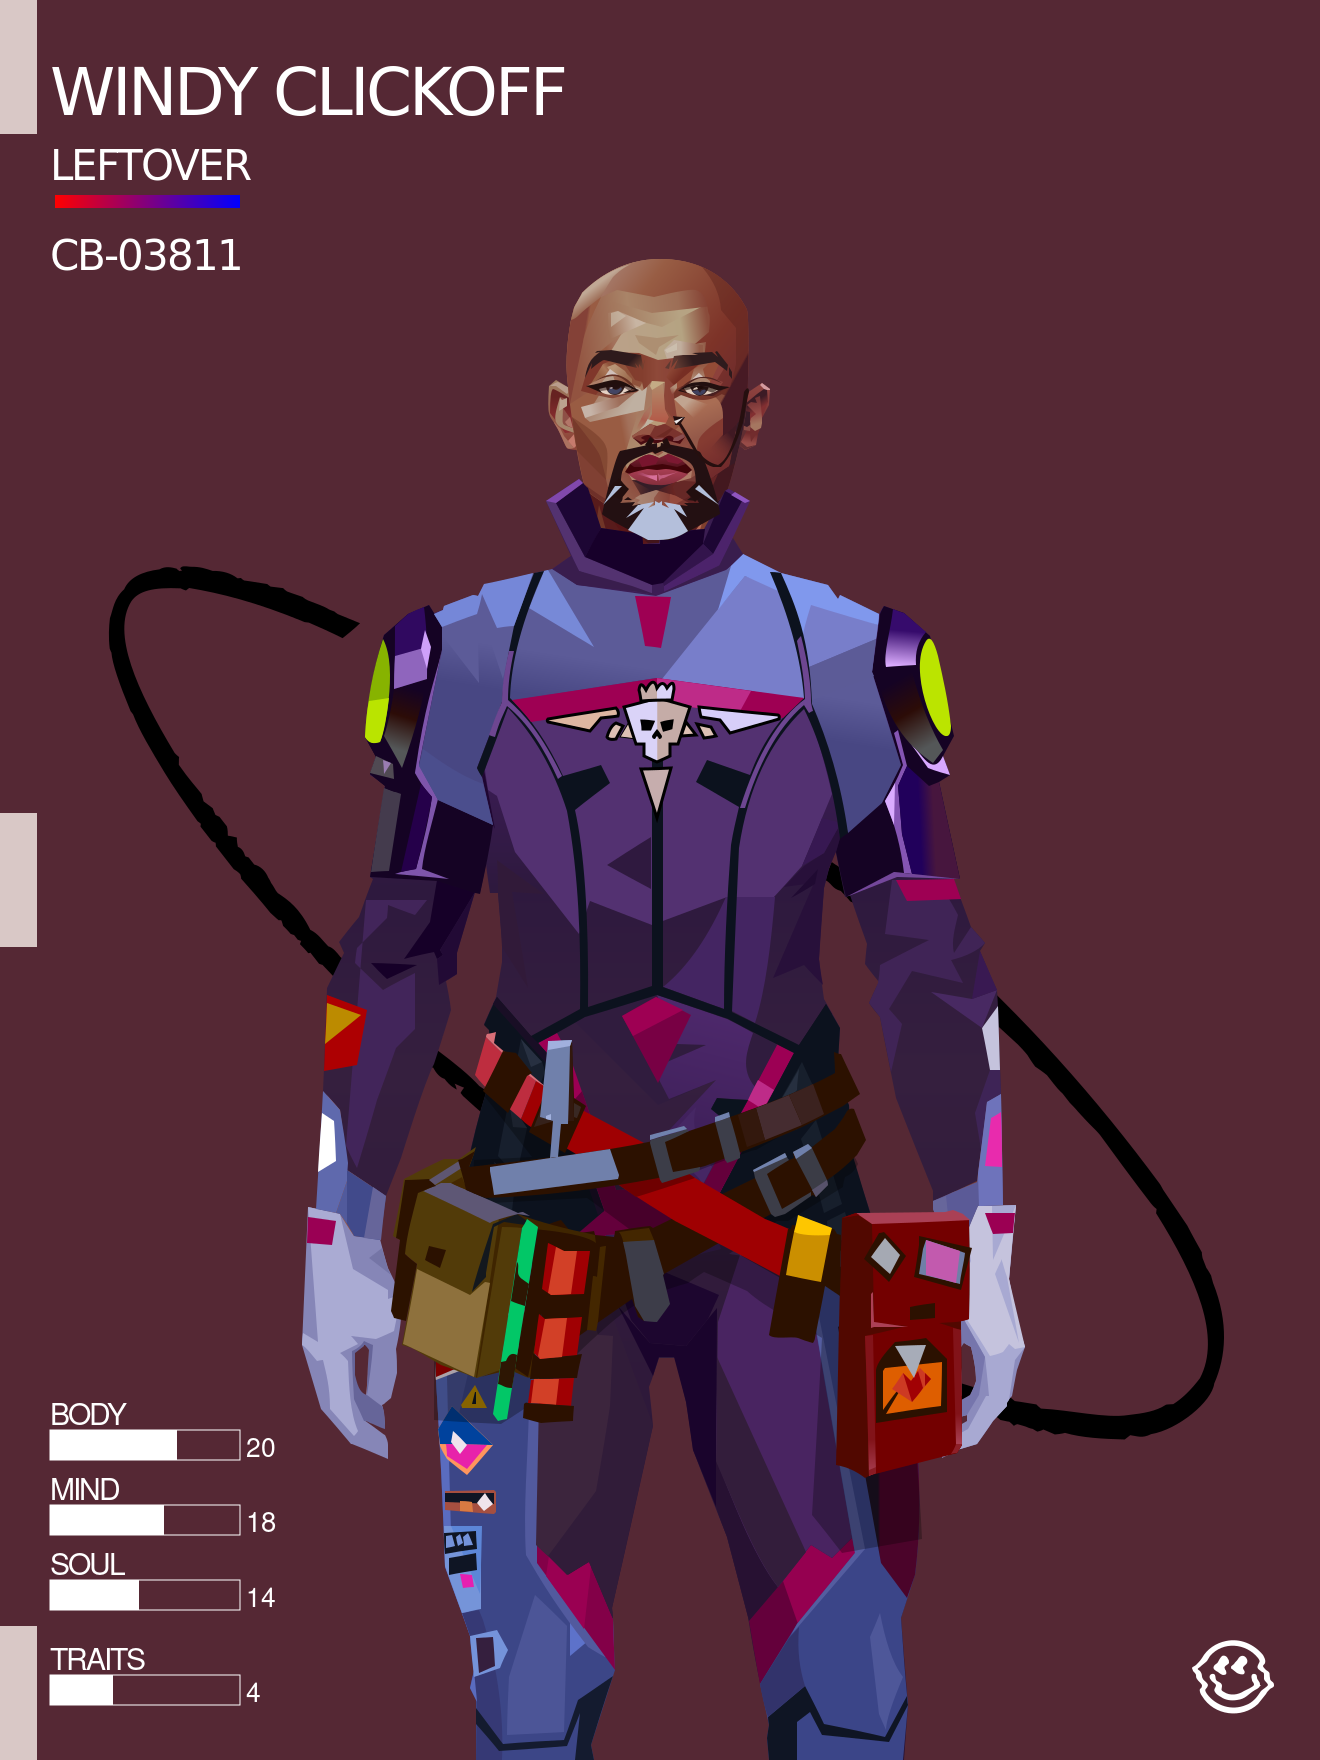 WINDY CLICKOFF
LEFTOVER
CB-03811
BODY
20
MIND
18
SOUL
14
TRAITS
4